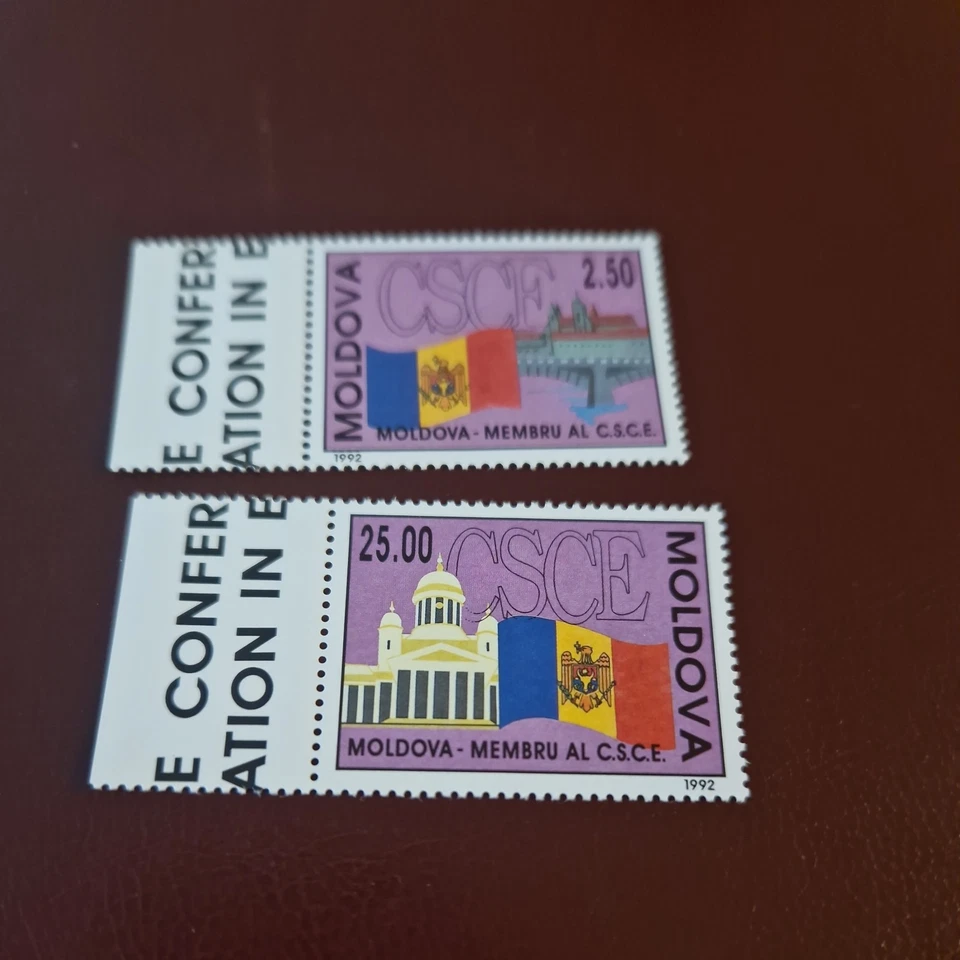 E CONFER
ATION IN E
MOLDOVA
CSCE
2.50
MOLDOVA - MEMBRU AL C.S.C.E.
1992
E CONFER
ATION IN E
25.00
CSCE
MOLDOVA
MOLDOVA - MEMBRU AL C.S.C.E.
1992